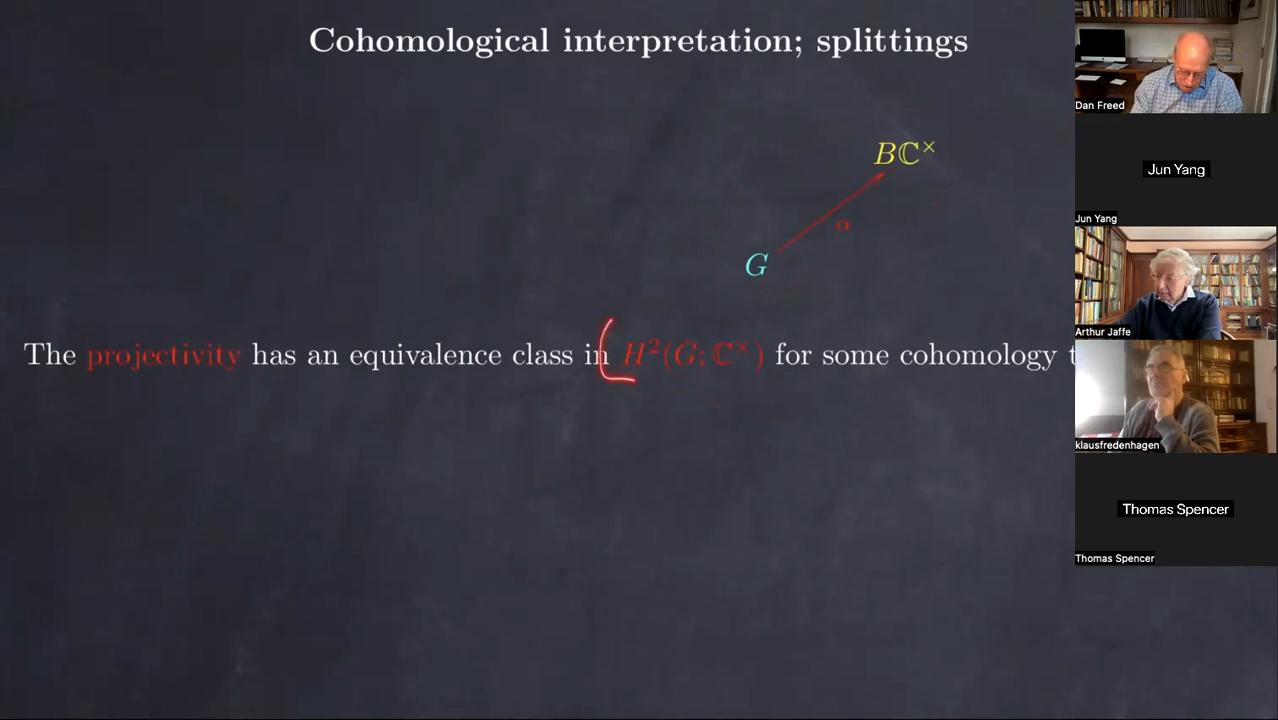 Cohomological interpretation; splittings
Bℂ×
α
G
The projectivity has an equivalence class in H²(G; ℂ×) for some cohomology
Dan Freed
Jun Yang
Jun Yang
Arthur Jaffe
klausfredenhagen
Thomas Spencer
Thomas Spencer